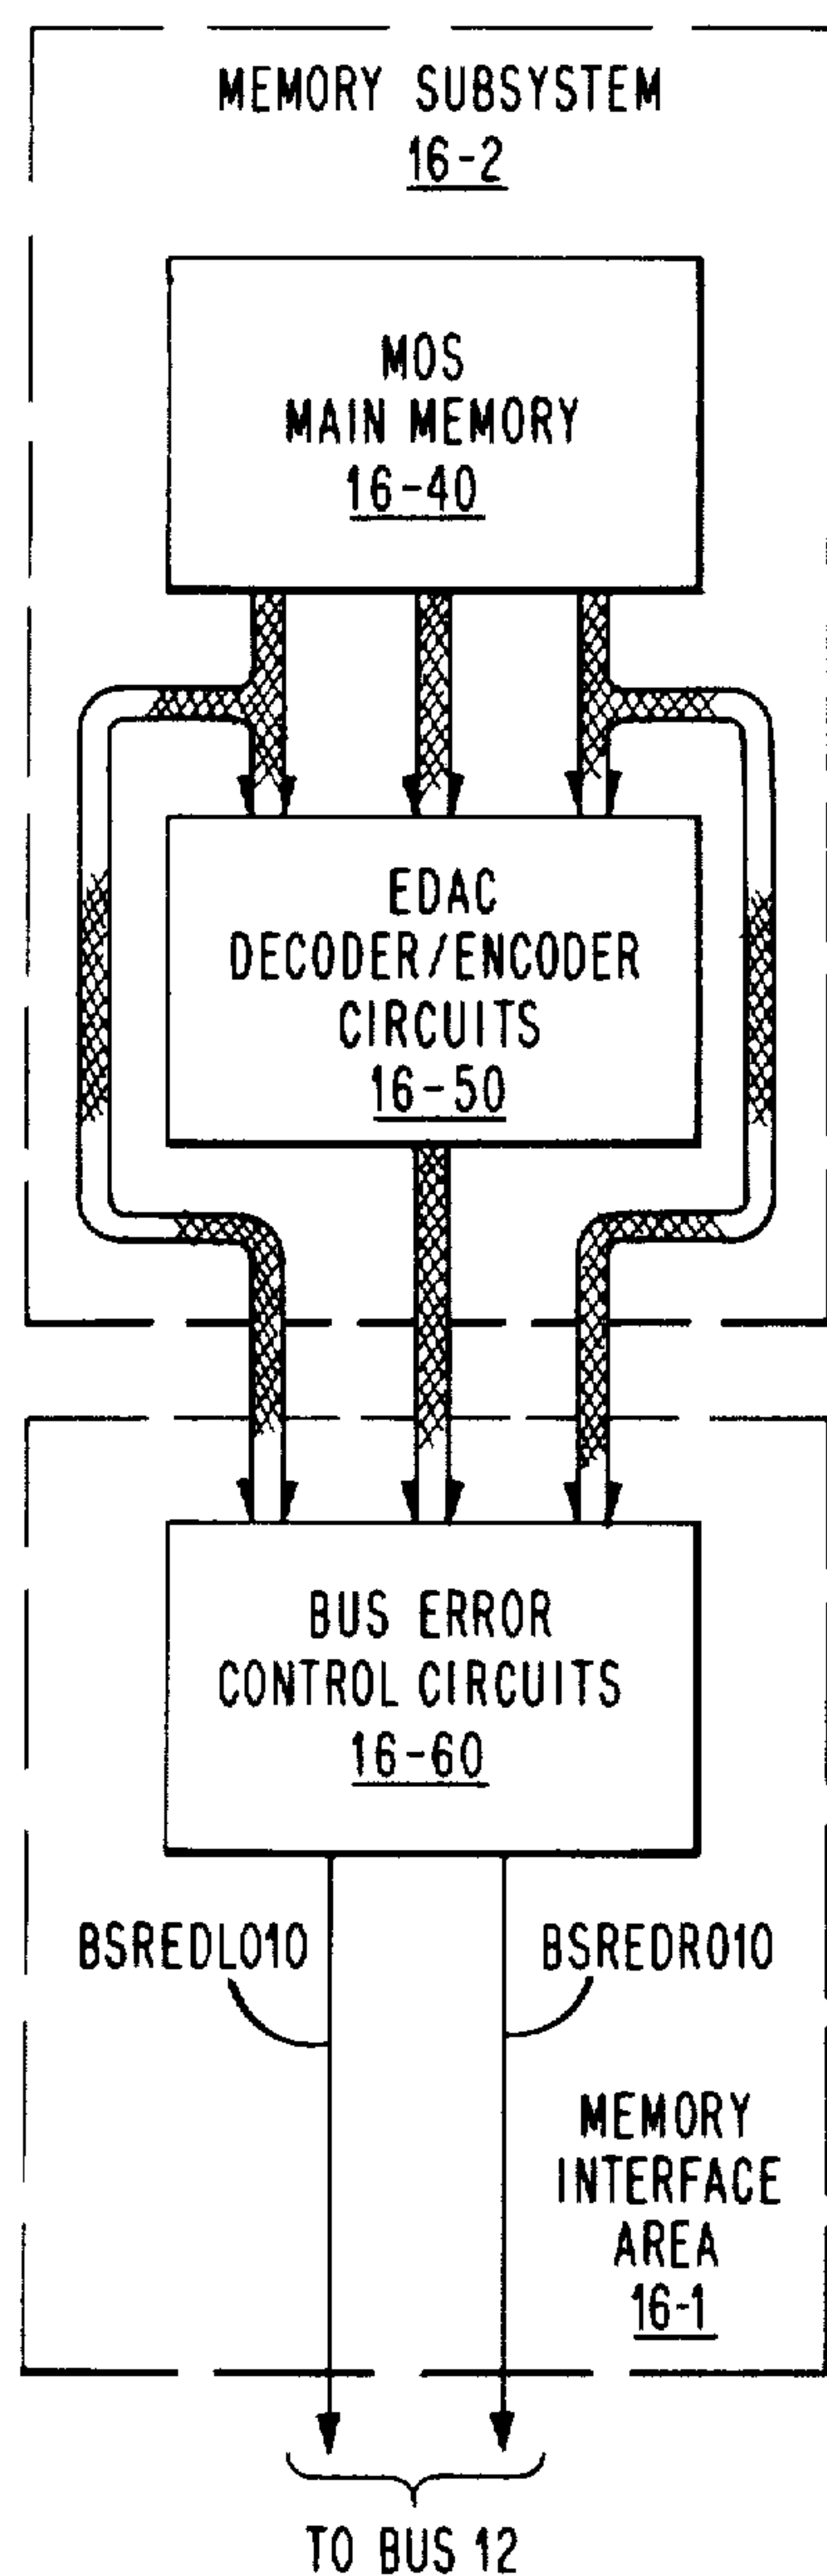 MEMORY SUBSYSTEM
16-2
MOS
MAIN MEMORY
16-40
EDAC
DECODER/ENCODER
CIRCUITS
16-50
BUS ERROR
CONTROL CIRCUITS
16-60
BSREDL010
BSREDR010
MEMORY
INTERFACE
AREA
16-1
TO BUS 12